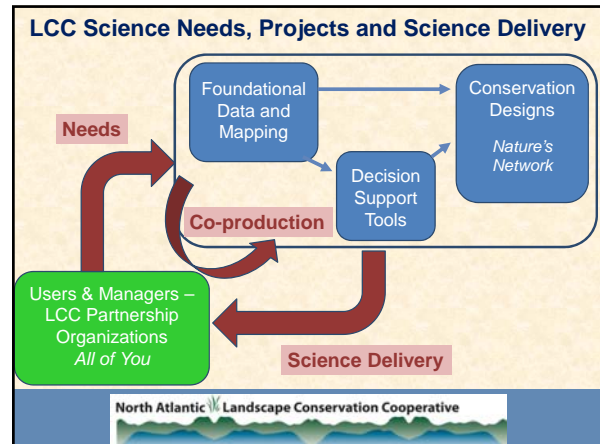 LCC Science Needs, Projects and Science Delivery
Foundational
Data and
Mapping
Conservation
Designs
Nature's
Network
Needs
Decision
Support
Tools
Co-production
Users & Managers –
LCC Partnership
Organizations
All of You
Science Delivery
North Atlantic Landscape Conservation Cooperative